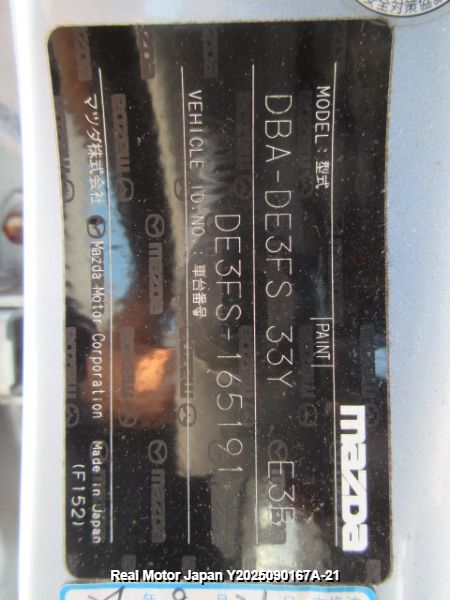 mazda
MODEL:型式 PAINT
DBA-DE3FS 33Y E3E
VEHICLE ID.NO.:車台番号
DE3FS-165191
マツダ株式会社 Mazda Motor Corporation Made in Japan
(F152)
Real Motor Japan Y2025090167A-21